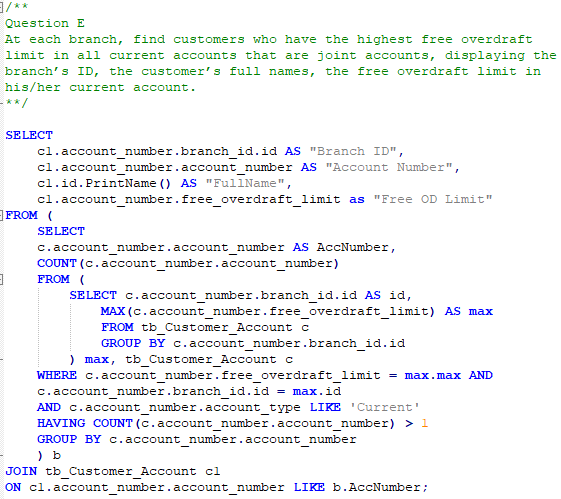 /**
Question E
At each branch, find customers who have the highest free overdraft
limit in all current accounts that are joint accounts, displaying the
branch's ID, the customer's full names, the free overdraft limit in
his/her current account.
**/
SELECT
c1.account_number.branch_id.id AS "Branch ID",
c1.account_number.account_number AS "Account Number",
c1.id.PrintName() AS "FullName",
c1.account_number.free_overdraft_limit as "Free OD Limit"
FROM (
SELECT
c.account_number.account_number AS AccNumber,
COUNT(c.account_number.account_number)
FROM (
SELECT c.account_number.branch_id.id AS id,
MAX(c.account_number.free_overdraft_limit) AS max
FROM tb_Customer_Account c
GROUP BY c.account_number.branch_id.id
) max, tb_Customer_Account c
WHERE c.account_number.free_overdraft_limit = max.max AND
c.account_number.branch_id.id = max.id
AND c.account_number.account_type LIKE 'Current'
HAVING COUNT(c.account_number.account_number) > 1
GROUP BY c.account_number.account_number
) b
JOIN tb_Customer_Account c1
ON c1.account_number.account_number LIKE b.AccNumber;